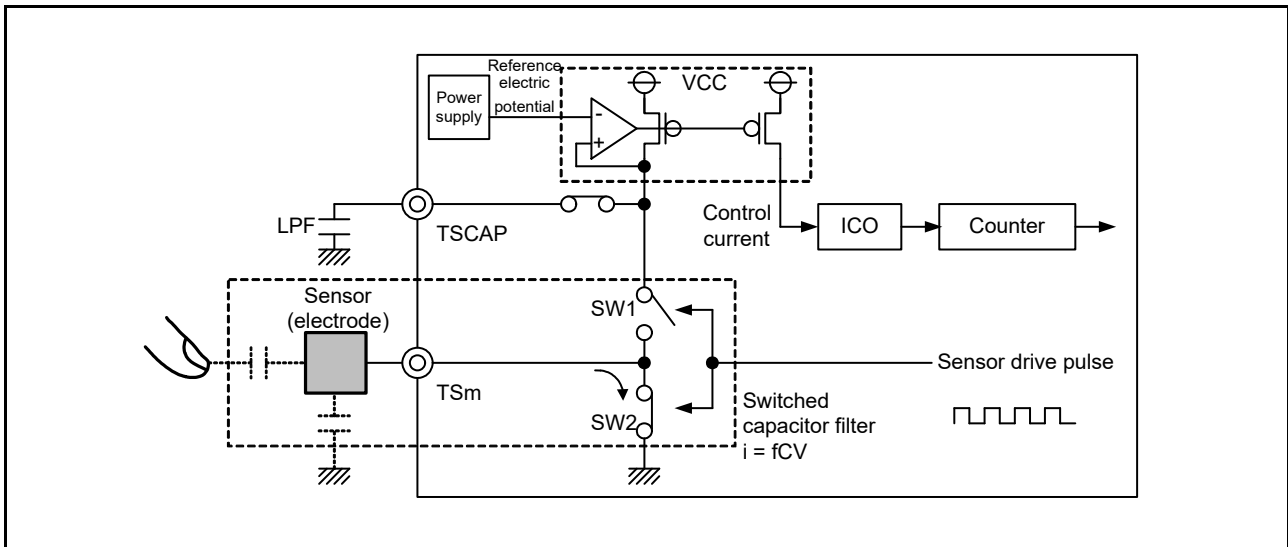 Power
supply
Reference
electric
potential
VCC
-
+
LPF
TSCAP
Control
current
ICO
Counter
Sensor
(electrode)
SW1
TSm
SW2
Sensor drive pulse
Switched
capacitor filter
i = fCV